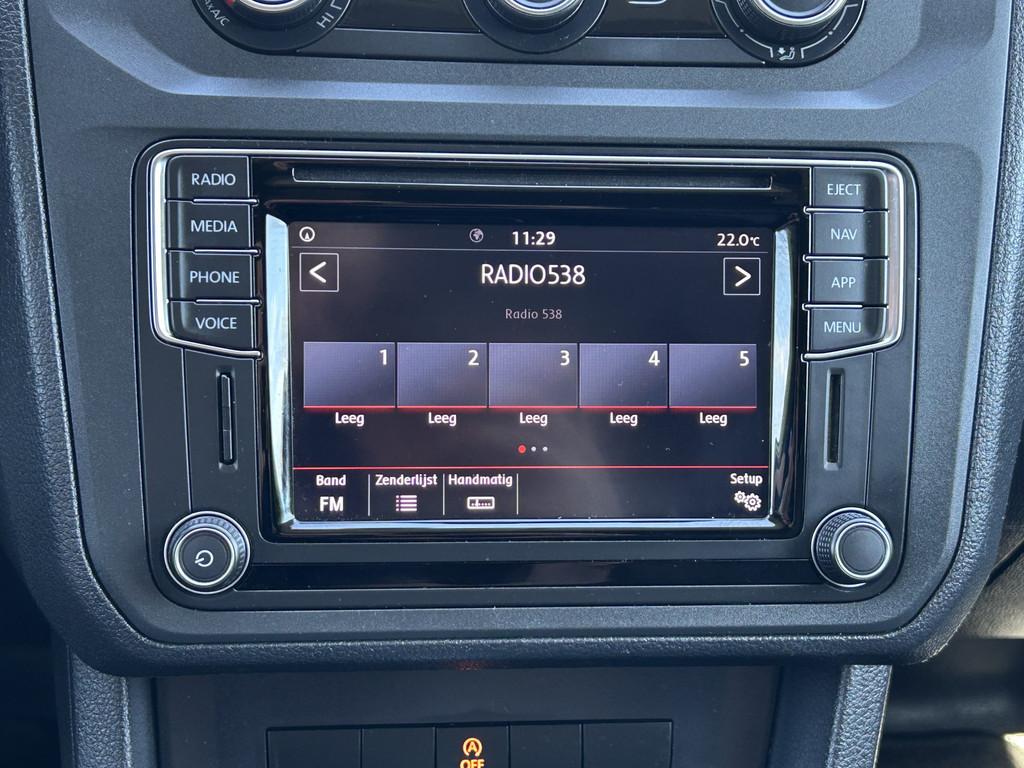 A/C
HI
RADIO
EJECT
MEDIA
NAV
PHONE
APP
VOICE
MENU
11:29
22.0°C
<
RADIO538
>
Radio 538
1 2 3 4 5
Leeg Leeg Leeg Leeg Leeg
Band Zenderlijst Handmatig Setup
FM
A
OFF